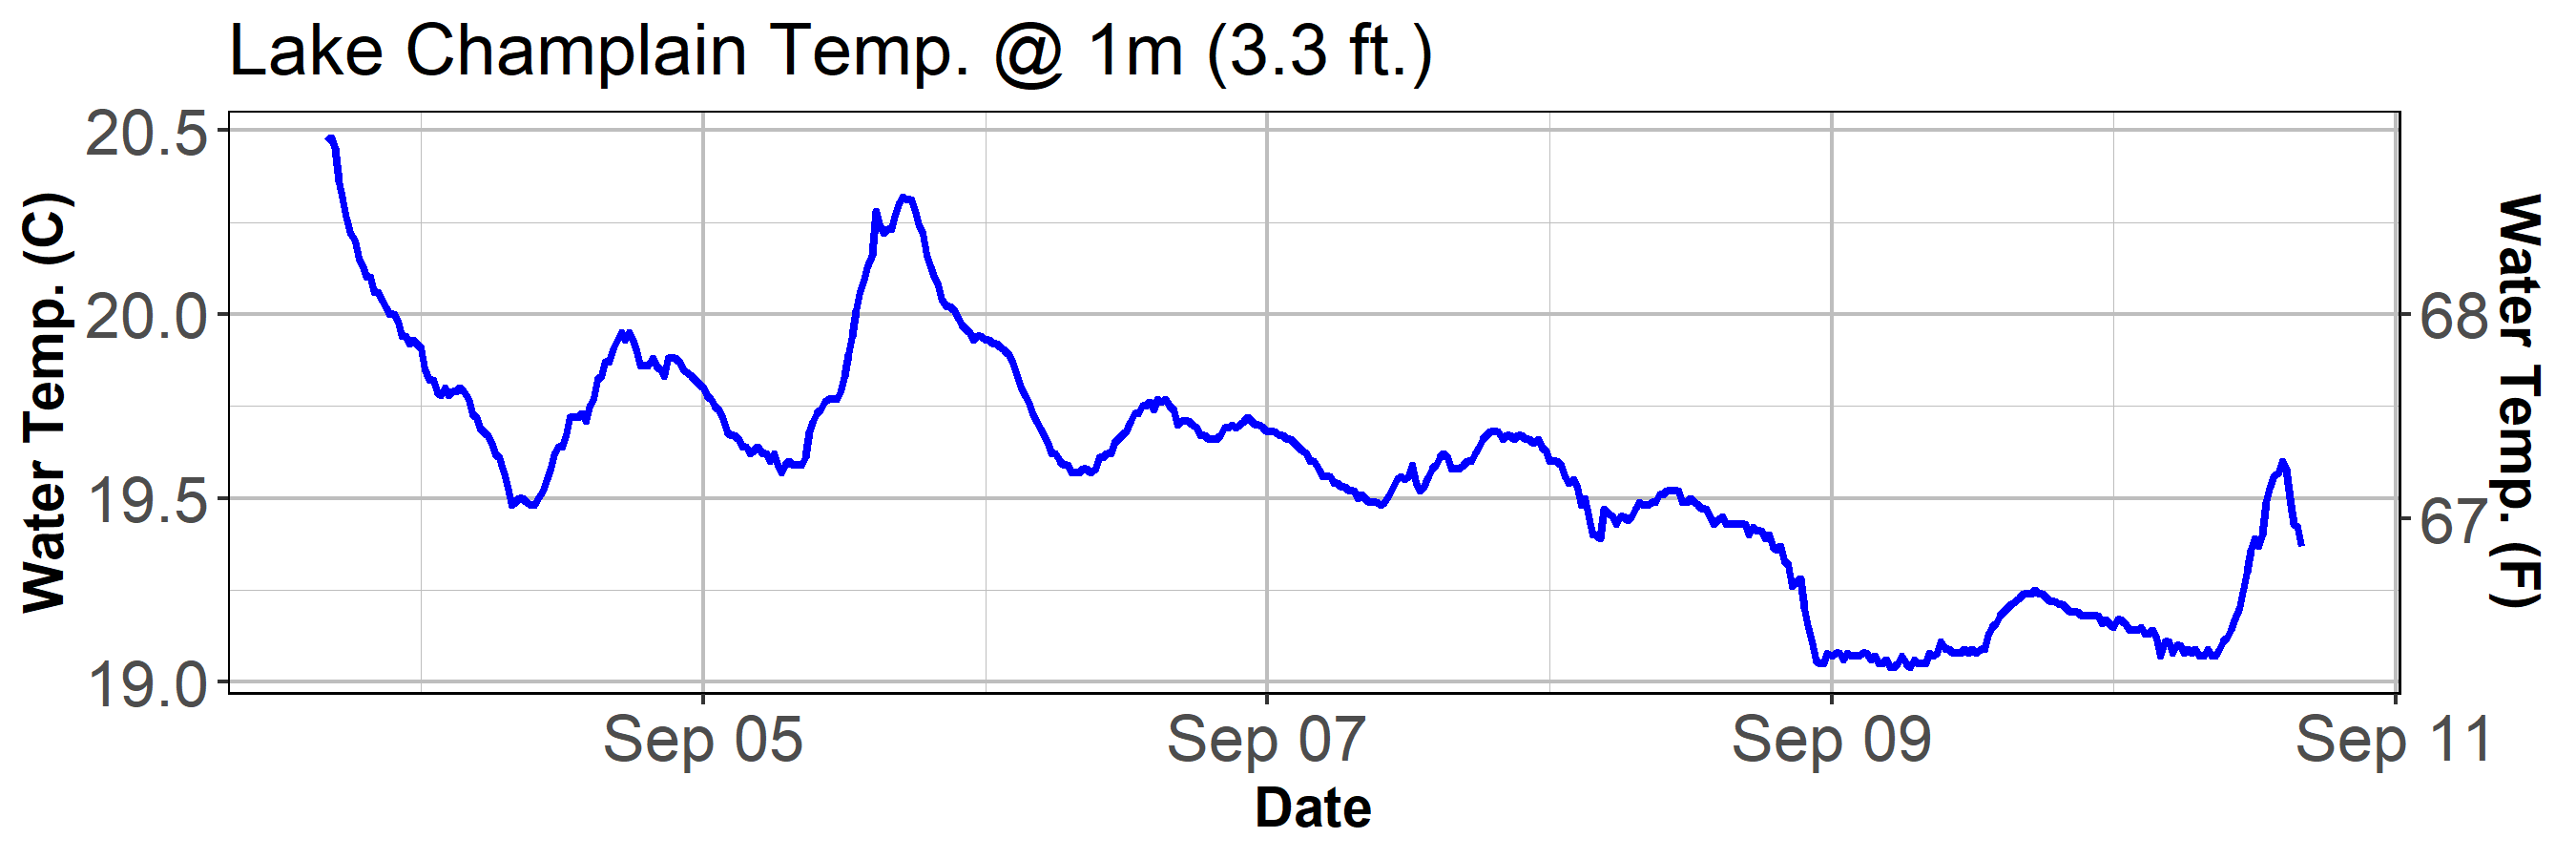 Lake Champlain Temp. @ 1m (3.3 ft.)
Water Temp. (C)
20.5
20.0
19.5
19.0
68
67
Water Temp. (F)
Sep 05 Sep 07 Sep 09 Sep 11
Date